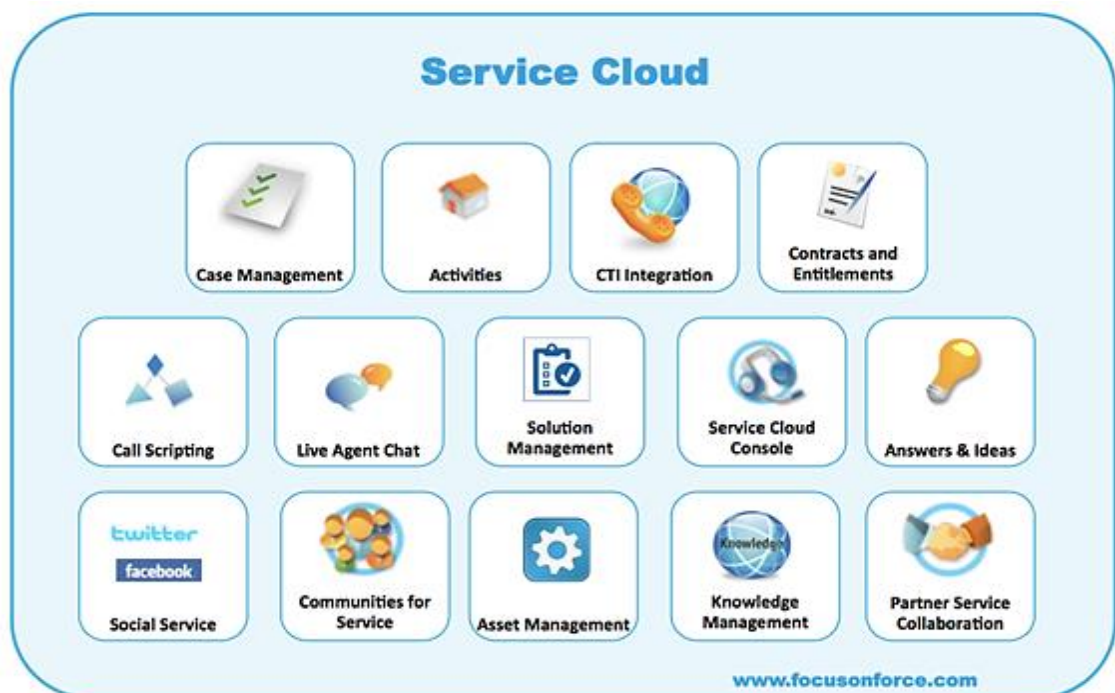 Service Cloud
Case Management
Activities
CTI Integration
Contracts and
Entitlements
Call Scripting
Live Agent Chat
Solution
Management
Service Cloud
Console
Answers & Ideas
twitter
facebook
Social Service
Communities for
Service
Asset Management
Knowledge
Knowledge
Management
Partner Service
Collaboration
www.focusonforce.com